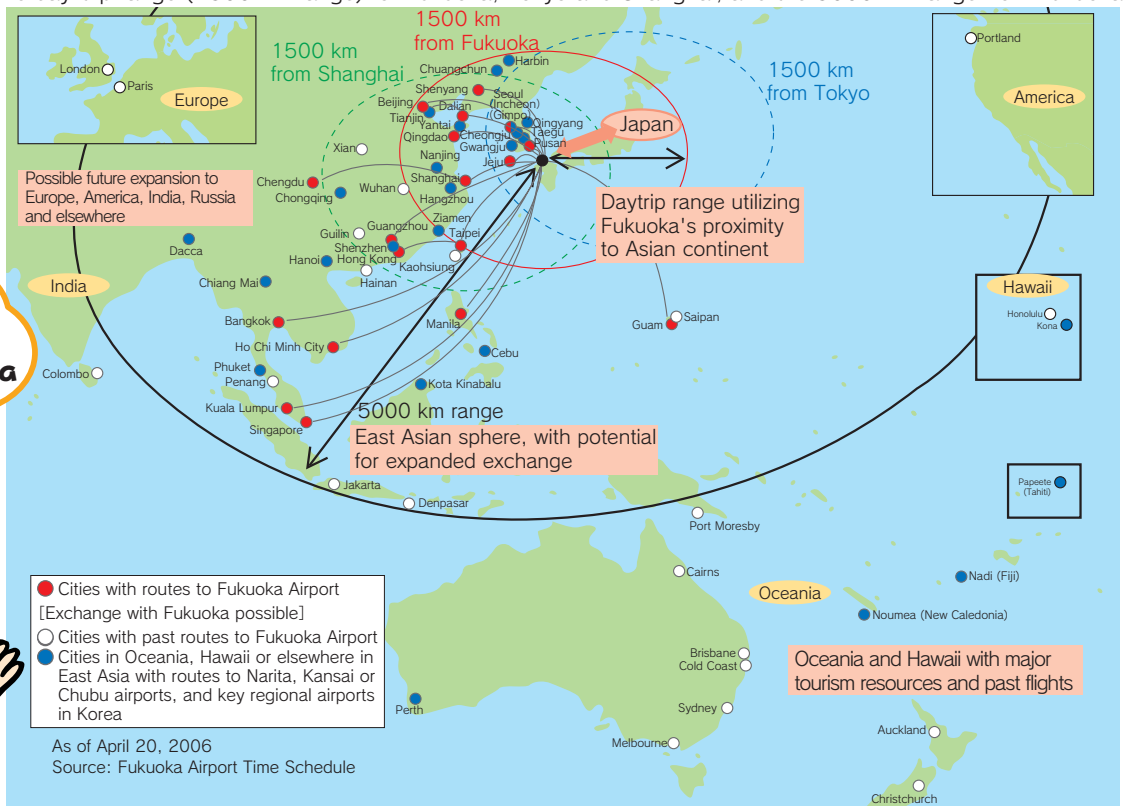 1500 km
from Fukuoka
1500 km
from Shanghai
1500 km
from Tokyo
London
Paris
Europe
Portland
America
Harbin
Chuangchun
Shenyang
Seoul
(Incheon)
(Gimpo)
Beijing
Dalian
Tianjin
Yantai
Qingyang
Qingdao
Cheongju
Taegu
Gwangju
Pusan
Japan
Xian
Nanjing
Jeju
Chengdu
Shanghai
Chongqing
Wuhan
Hangzhou
Possible future expansion to
Europe, America, India, Russia
and elsewhere
Daytrip range utilizing
Fukuoka's proximity
to Asian continent
Ziamen
Guangzhou
Taipei
Guilin
Shenzhen
Dacca
Hanoi
Hong Kong
Kaohsiung
Hainan
India
Chiang Mai
Hawaii
Honolulu
Kona
Bangkok
Manila
Guam
Saipan
Ho Chi Minh City
Cebu
Phuket
Colombo
Penang
Kota Kinabalu
Kuala Lumpur
5000 km range
Singapore
East Asian sphere, with potential
for expanded exchange
Jakarta
Denpasar
Port Moresby
Papeete
(Tahiti)
Cairns
Oceania
Nadi (Fiji)
Noumea (New Caledonia)
Cities with routes to Fukuoka Airport
[Exchange with Fukuoka possible]
Cities with past routes to Fukuoka Airport
Cities in Oceania, Hawaii or elsewhere in
East Asia with routes to Narita, Kansai or
Chubu airports, and key regional airports
in Korea
Brisbane
Cold Coast
Oceania and Hawaii with major
tourism resources and past flights
Perth
Sydney
Auckland
Melbourne
Christchurch
As of April 20, 2006
Source: Fukuoka Airport Time Schedule